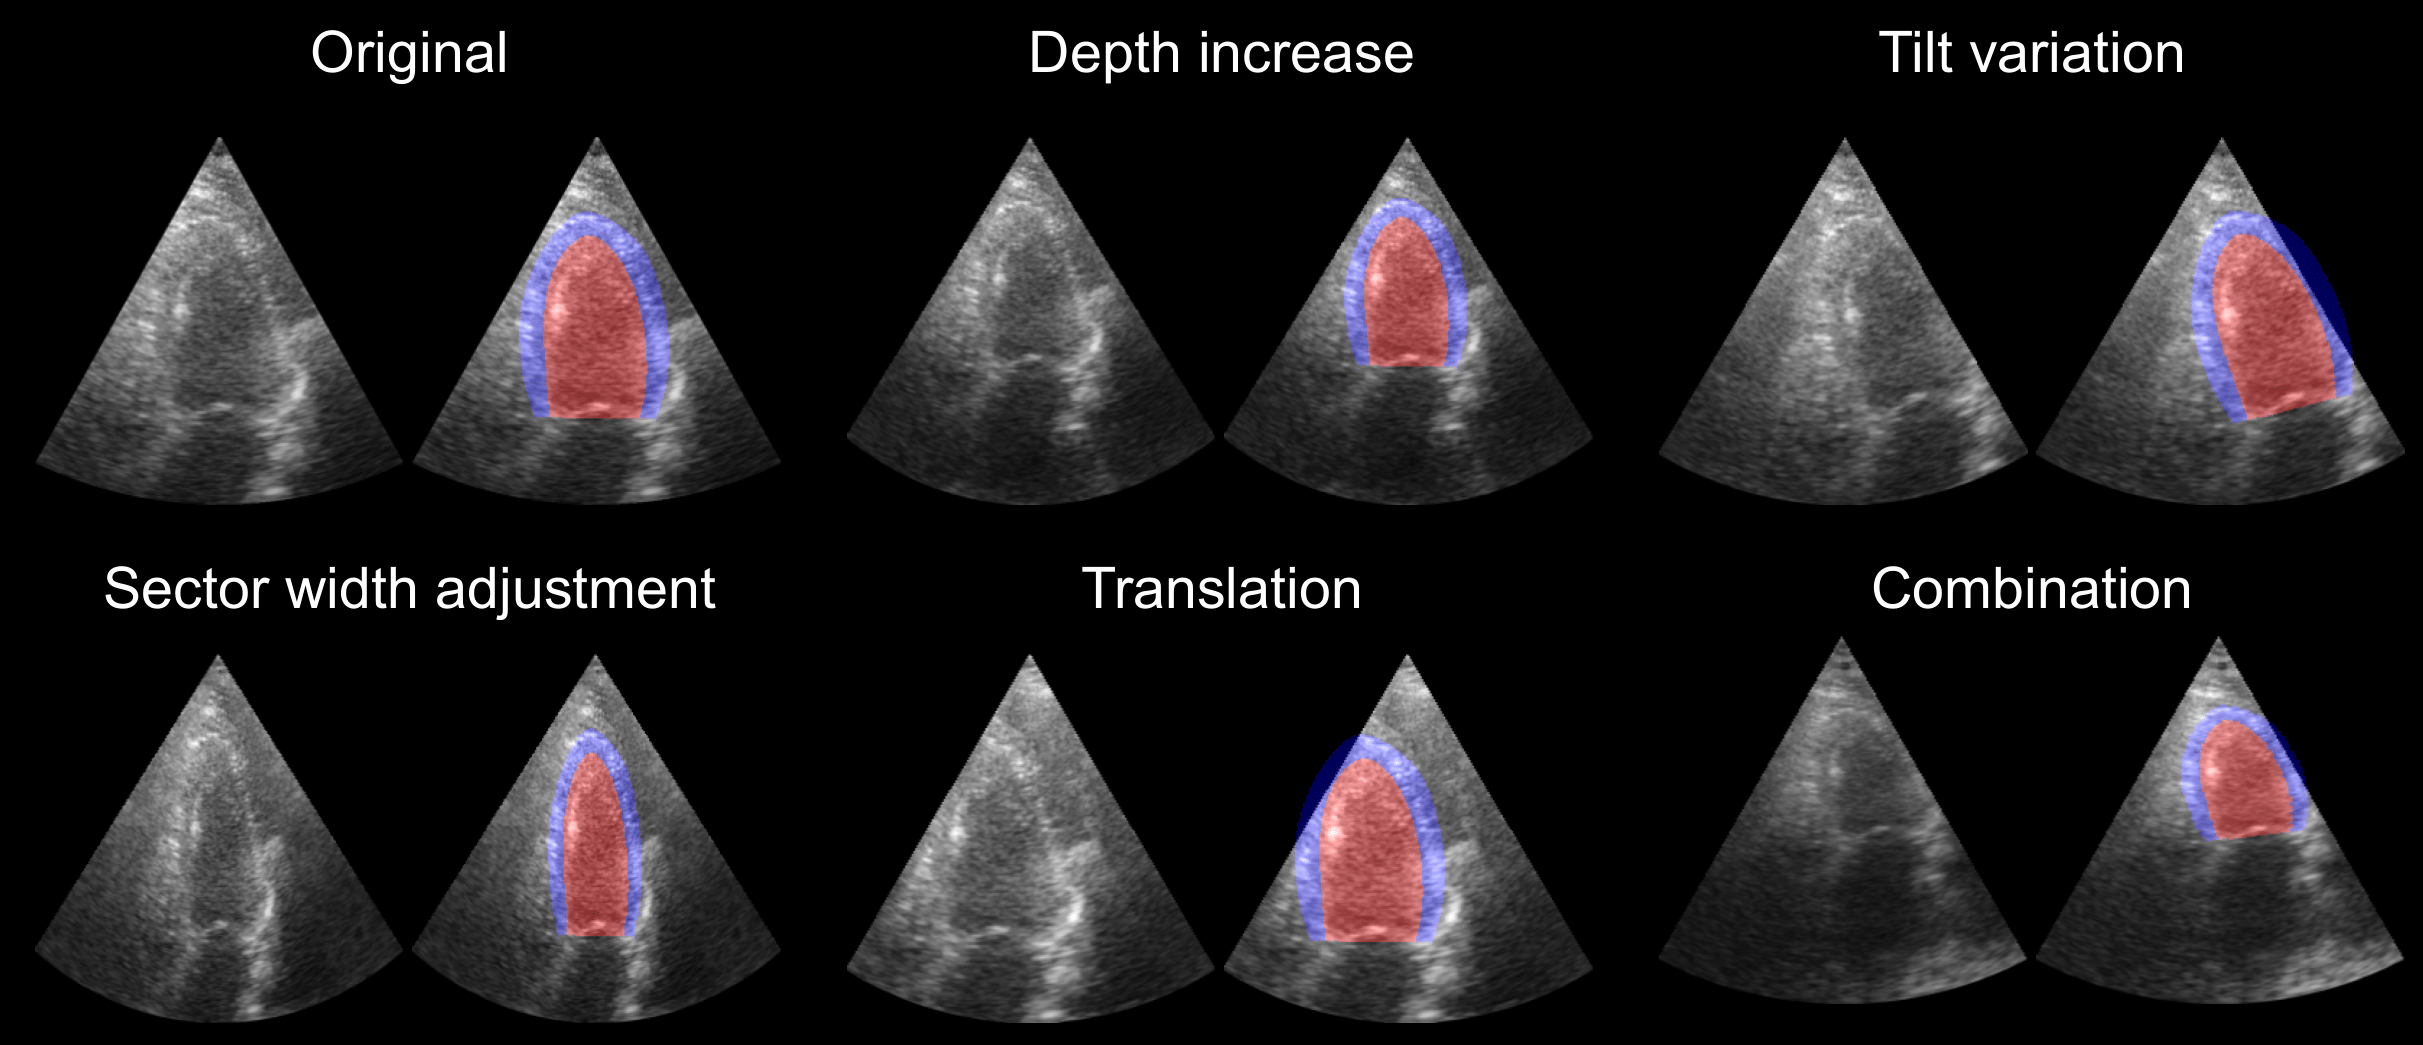 Original
Depth increase
Tilt variation
Sector width adjustment
Translation
Combination